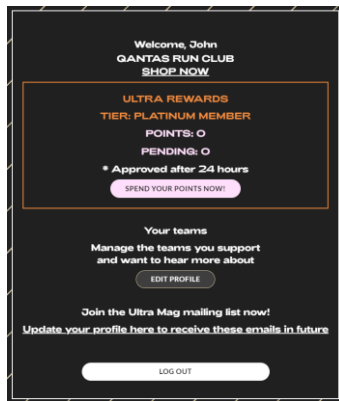 Welcome, John
QANTAS RUN CLUB
SHOP NOW
ULTRA REWARDS
TIER: PLATINUM MEMBER
POINTS: 0
PENDING: 0
* Approved after 24 hours
SPEND YOUR POINTS NOW!
Your teams
Manage the teams you support
and want to hear more about
EDIT PROFILE
Join the Ultra Mag mailing list now!
Update your profile here to receive these emails in future
LOG OUT